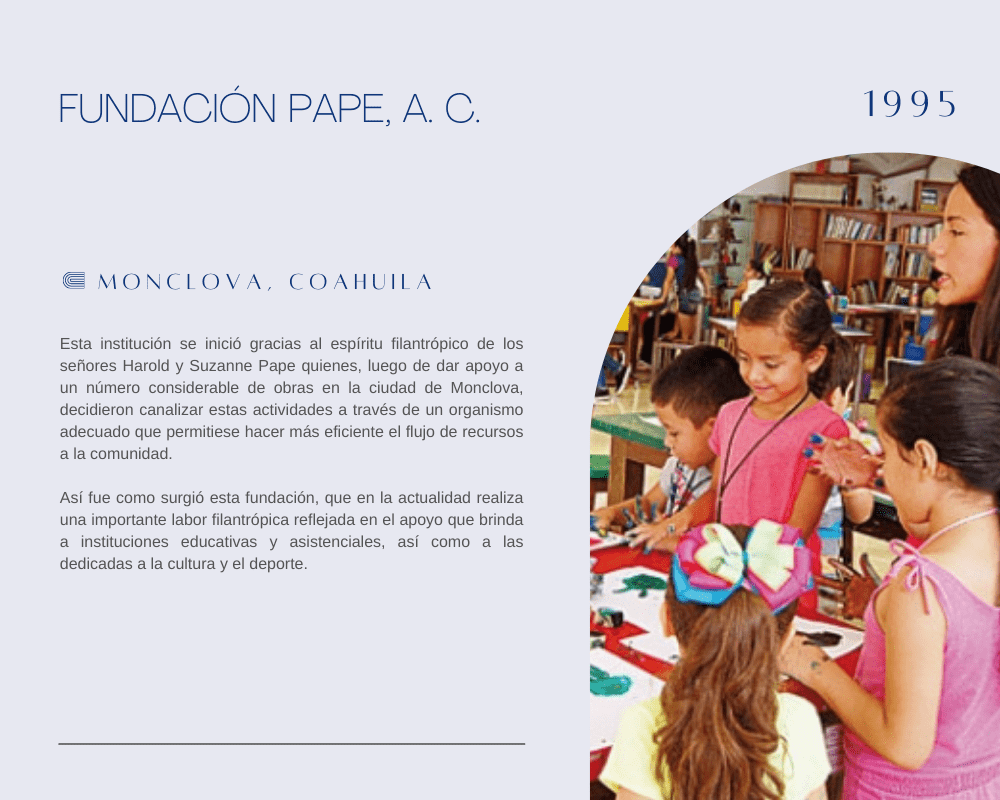 FUNDACIÓN PAPE, A. C.
1995
MONCLOVA, COAHUILA
Esta institución se inició gracias al espíritu filantrópico de los
señores Harold y Suzanne Pape quienes, luego de dar apoyo a
un número considerable de obras en la ciudad de Monclova,
decidieron canalizar estas actividades a través de un organismo
adecuado que permitiese hacer más eficiente el flujo de recursos
a la comunidad.
Así fue como surgió esta fundación, que en la actualidad realiza
una importante labor filantrópica reflejada en el apoyo que brinda
a instituciones educativas y asistenciales, así como a las
dedicadas a la cultura y el deporte.